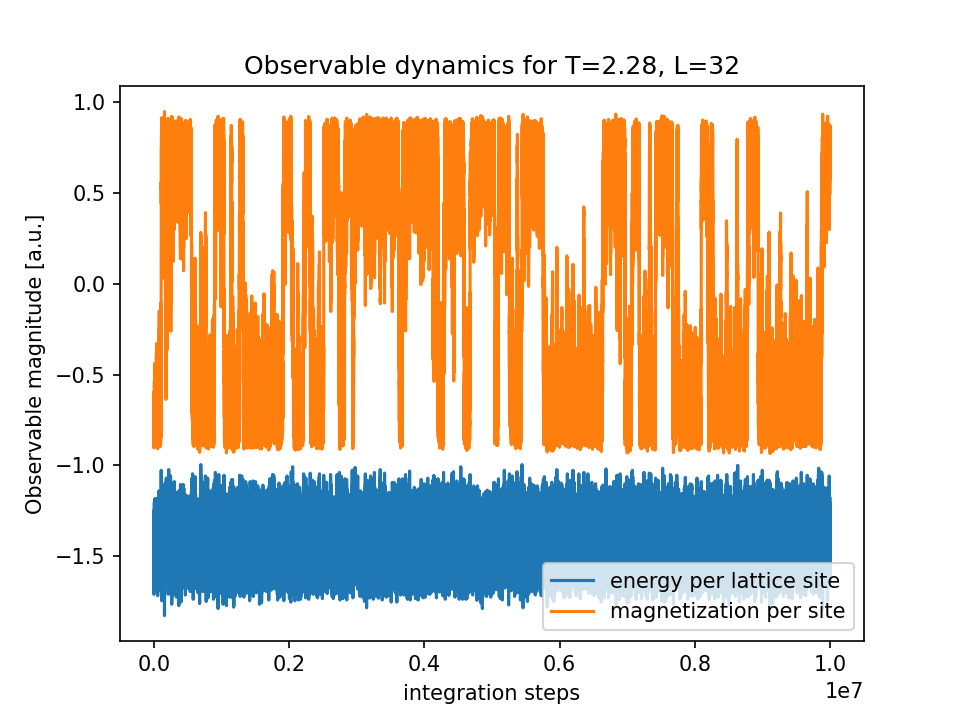 Observable dynamics for T=2.28, L=32
Observable magnitude [a.u.]
1.0
0.5
0.0
−0.5
−1.0
−1.5
energy per lattice site
magnetization per site
0.0 0.2 0.4 0.6 0.8 1.0
1e7
integration steps